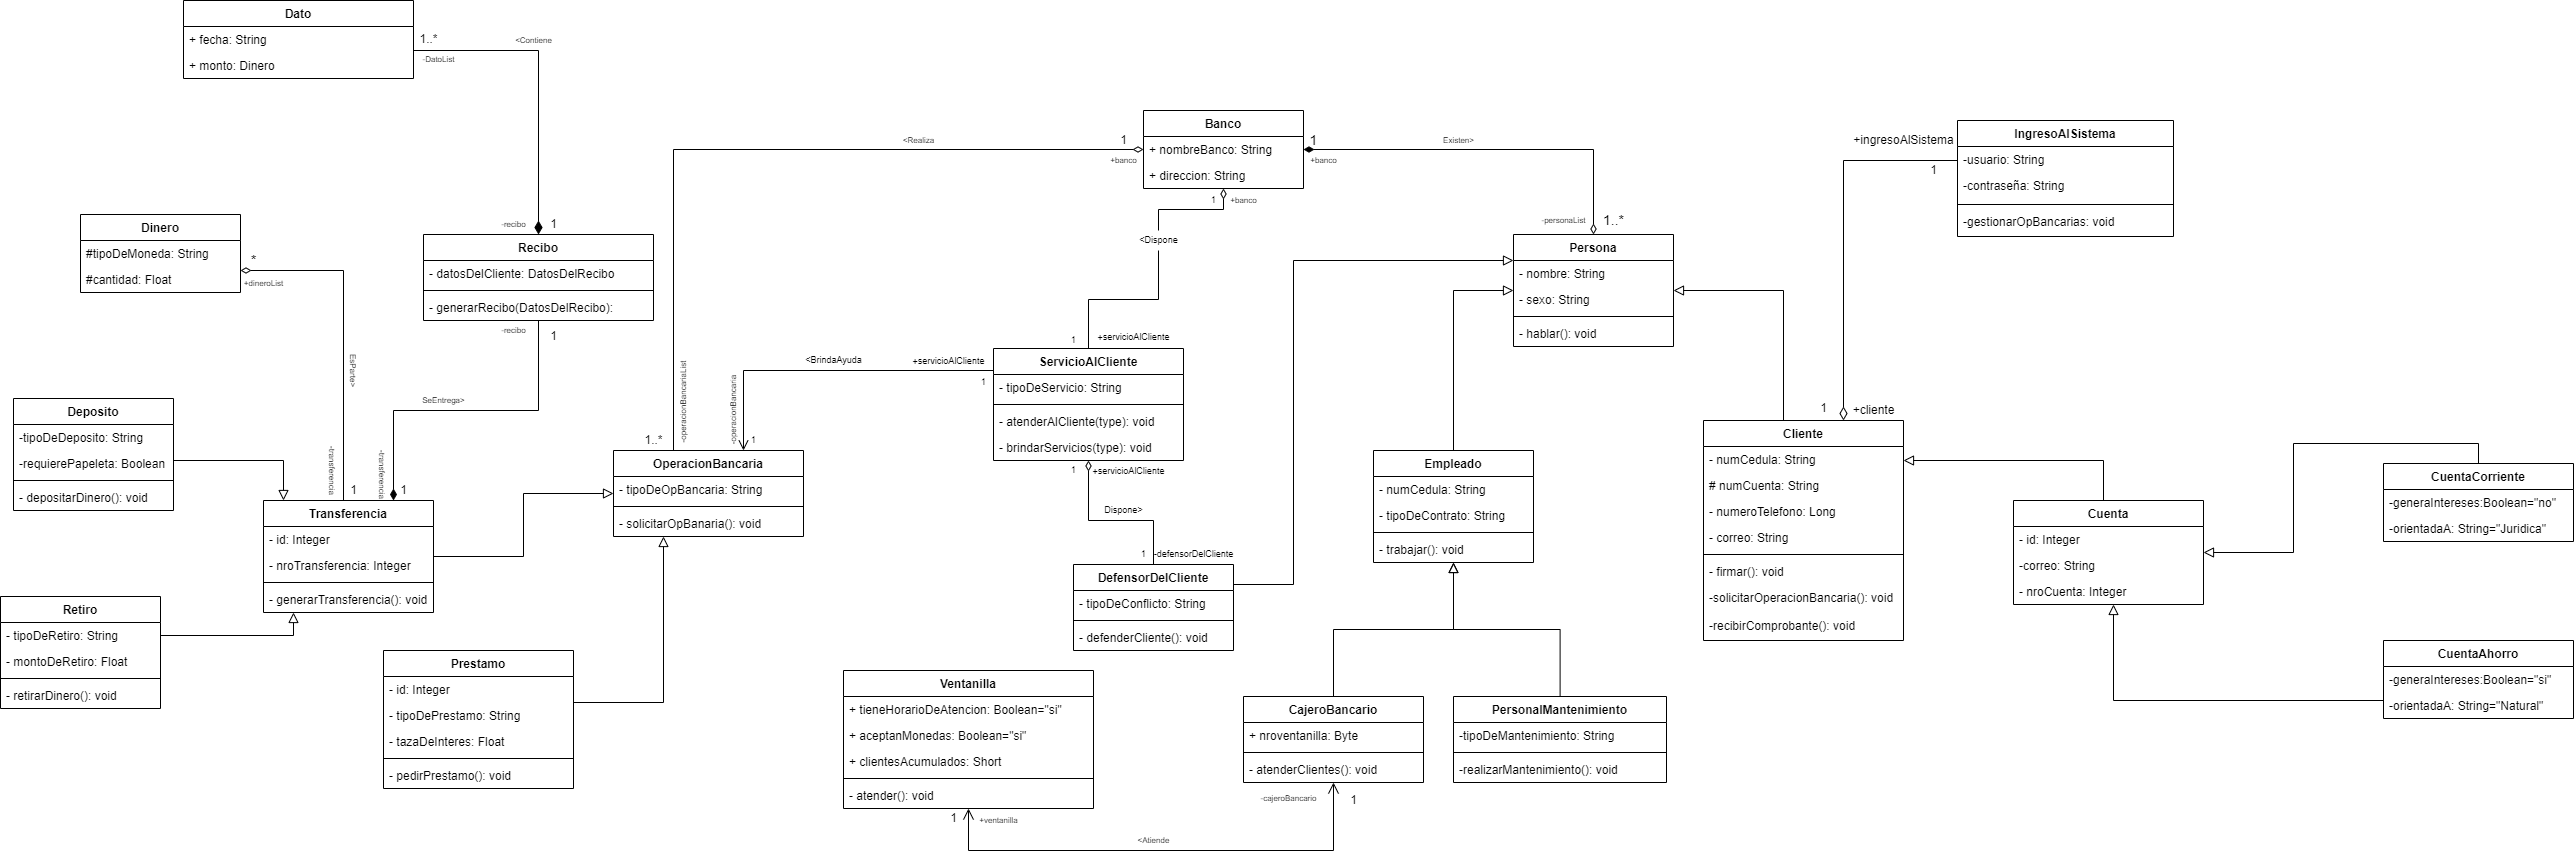 Dato
+ fecha: String
+ monto: Dinero
1..*
-DatoList
<Contiene
-recibo
1
Recibo
- datosDelCliente: DatosDelRecibo
- generarRecibo(DatosDelRecibo):
-recibo
1
SeEntrega>
-transferencia
1
Dinero
#tipoDeMoneda: String
#cantidad: Float
*
+dineroList
EsParte>
-transferencia
1
Deposito
-tipoDeDeposito: String
-requierePapeleta: Boolean
- depositarDinero(): void
Transferencia
- id: Integer
- nroTransferencia: Integer
- generarTransferencia(): void
Retiro
- tipoDeRetiro: String
- montoDeRetiro: Float
- retirarDinero(): void
Prestamo
- id: Integer
- tipoDePrestamo: String
- tazaDeInteres: Float
- pedirPrestamo(): void
Banco
+ nombreBanco: String
+ direccion: String
1
+banco
<Realiza
1..*
-operacionBancariaList
OperacionBancaria
- tipoDeOpBancaria: String
- solicitarOpBanaria(): void
1
+banco
<Dispone
1
+servicioAlCliente
ServicioAlCliente
- tipoDeServicio: String
- atenderAlCliente(type): void
- brindarServicios(type): void
<BrindaAyuda
+servicioAlCliente
1
-operacionBancaria
1
1
+servicioAlCliente
Dispone>
1
-defensorDelCliente
DefensorDelCliente
- tipoDeConflicto: String
- defenderCliente(): void
1
+banco
Existen>
-personaList
1..*
Persona
- nombre: String
- sexo: String
- hablar(): void
Empleado
- numCedula: String
- tipoDeContrato: String
- trabajar(): void
Ventanilla
+ tieneHorarioDeAtencion: Boolean="si"
+ aceptanMonedas: Boolean="si"
+ clientesAcumulados: Short
- atender(): void
1
+ventanilla
<Atiende
-cajeroBancario
1
CajeroBancario
+ nroventanilla: Byte
- atenderClientes(): void
PersonalMantenimiento
-tipoDeMantenimiento: String
-realizarMantenimiento(): void
IngresoAlSistema
-usuario: String
-contraseña: String
-gestionarOpBancarias: void
+ingresoAlSistema
1
1
+cliente
Cliente
- numCedula: String
# numCuenta: String
- numeroTelefono: Long
- correo: String
- firmar(): void
-solicitarOperacionBancaria(): void
-recibirComprobante(): void
Cuenta
- id: Integer
-correo: String
- nroCuenta: Integer
CuentaCorriente
-generaIntereses:Boolean="no"
-orientadaA: String="Juridica"
CuentaAhorro
-generaIntereses:Boolean="si"
-orientadaA: String="Natural"